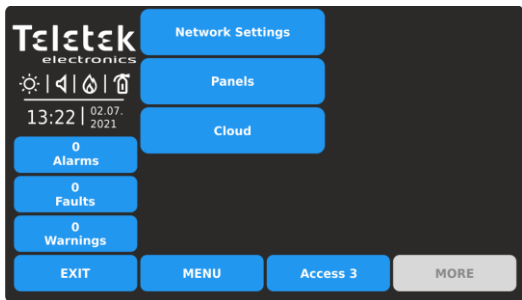 Teletek
electronics
13:22
02.07.
2021
0
Alarms
0
Faults
0
Warnings
Network Settings
Panels
Cloud
EXIT
MENU
Access 3
MORE